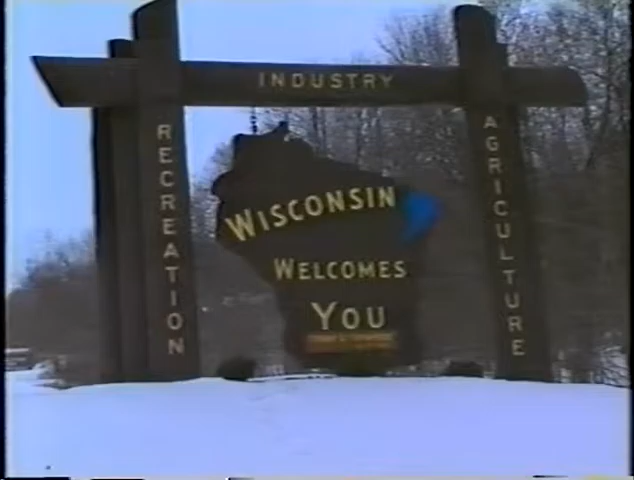 INDUSTRY
RECREATION
WISCONSIN
WELCOMES
YOU
AGRICULTURE